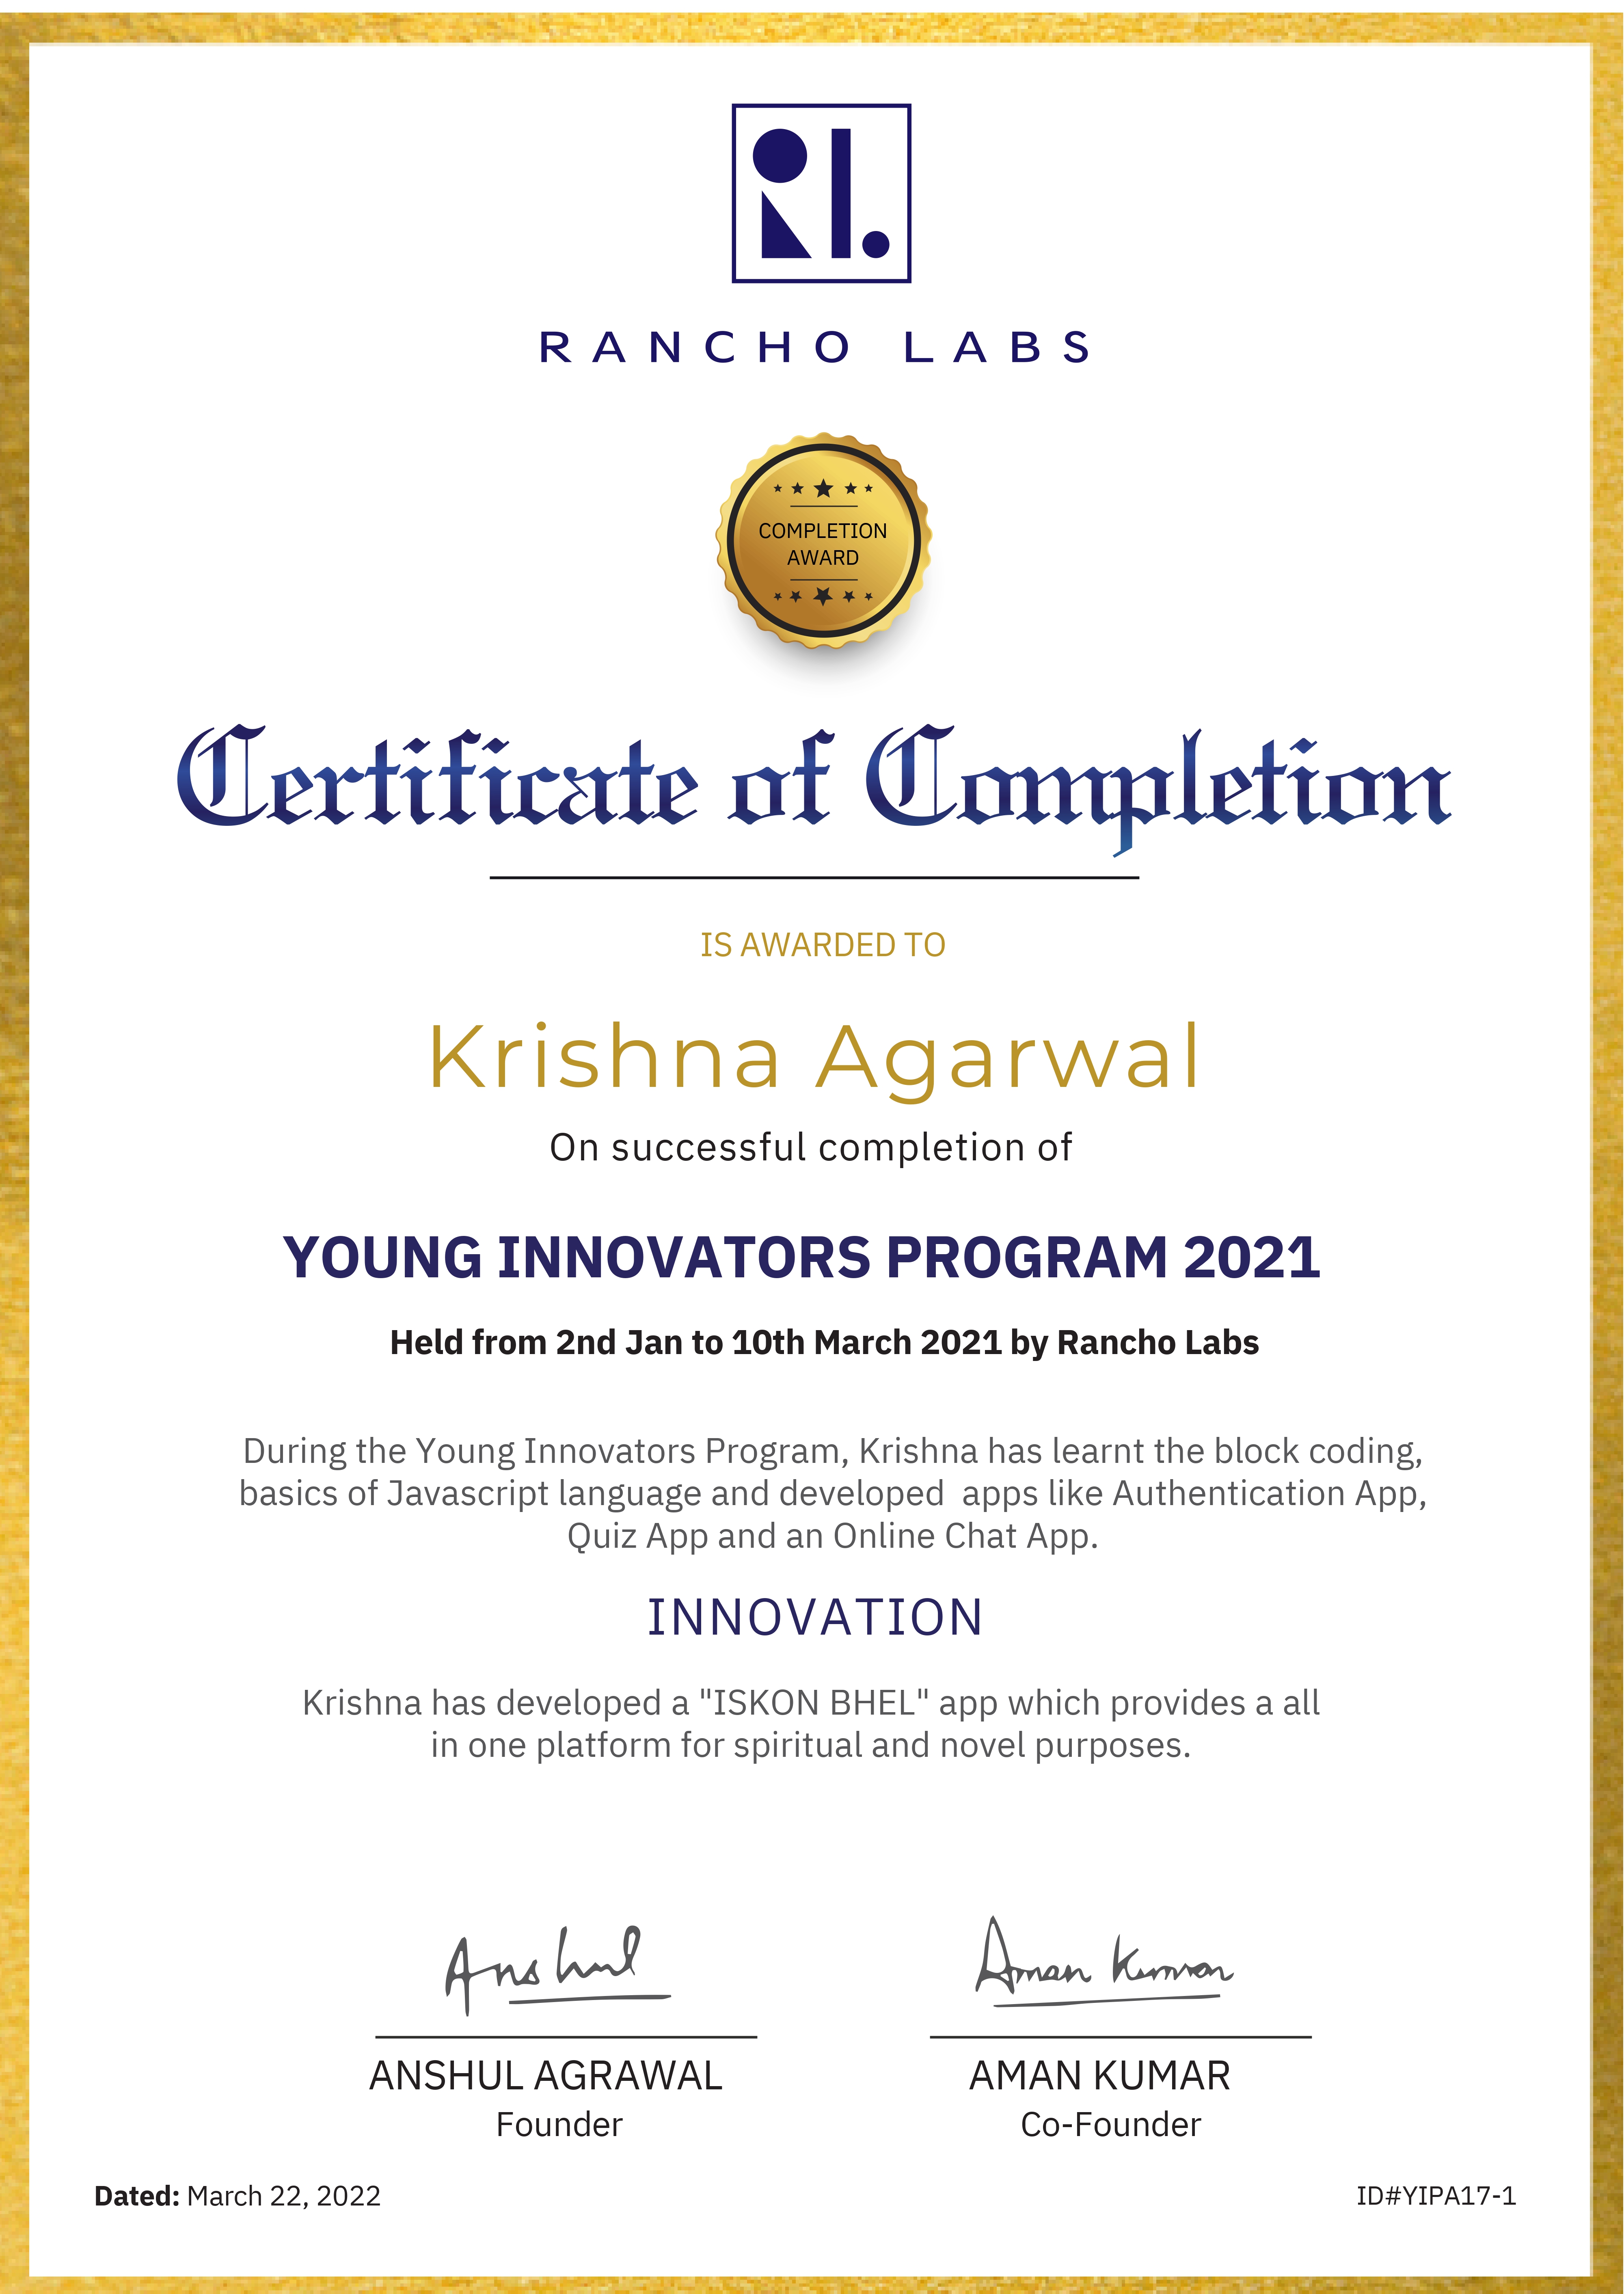 RL.
RANCHO LABS
COMPLETION
AWARD
Certificate of Completion
IS AWARDED TO
Krishna Agarwal
On successful completion of
YOUNG INNOVATORS PROGRAM 2021
Held from 2nd Jan to 10th March 2021 by Rancho Labs
During the Young Innovators Program, Krishna has learnt the block coding,
basics of Javascript language and developed  apps like Authentication App,
Quiz App and an Online Chat App.
INNOVATION
Krishna has developed a "ISKON BHEL" app which provides a all
in one platform for spiritual and novel purposes.
Anshul
Aman Kumar
ANSHUL AGRAWAL
AMAN KUMAR
Founder
Co-Founder
Dated: March 22, 2022
ID#YIPA17-1